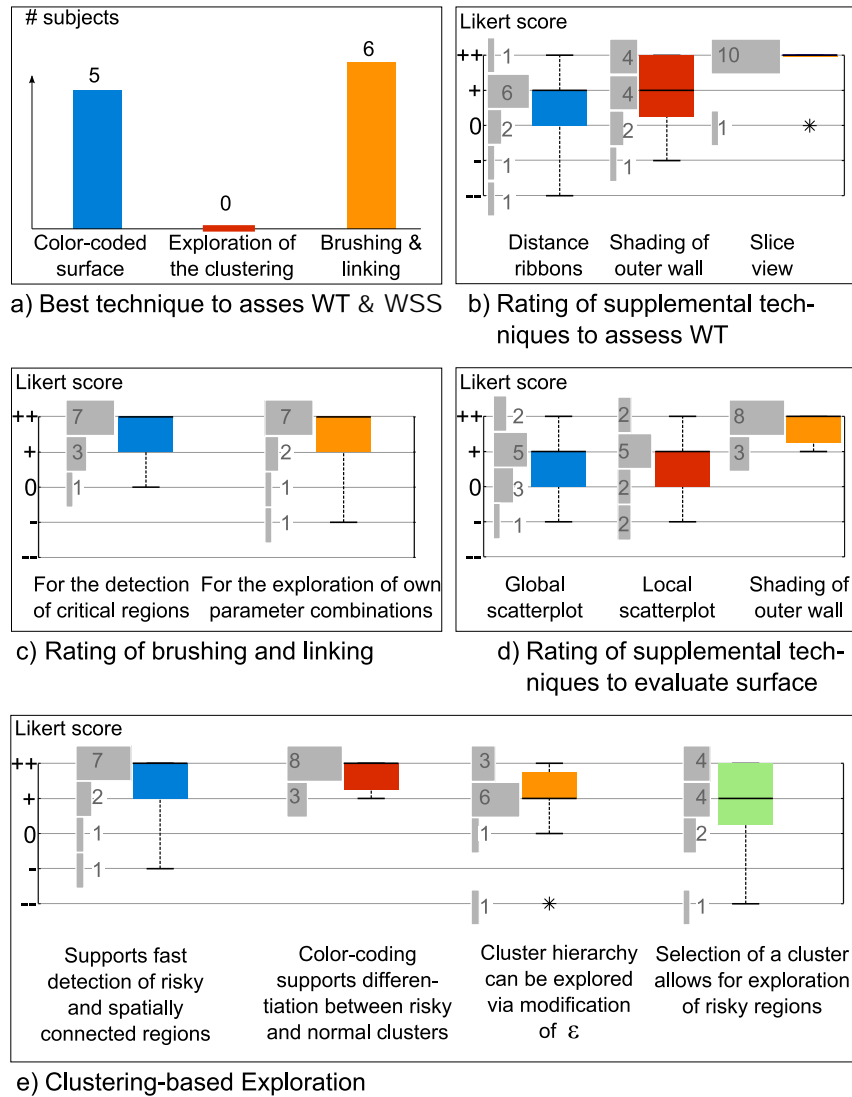 # subjects
5
0
6
Color-coded
surface
Exploration of
the clustering
Brushing &
linking
a) Best technique to asses WT & WSS
Likert score
++
+
0
-
--
1
6
2
1
1
4
4
2
1
10
1
*
Distance
ribbons
Shading of
outer wall
Slice
view
b) Rating of supplemental tech-
niques to assess WT
Likert score
++
+
0
-
--
7
3
1
7
2
1
1
For the detection
of critical regions
For the exploration of own
parameter combinations
c) Rating of brushing and linking
Likert score
++
+
0
-
--
2
5
3
1
2
5
2
2
8
3
Global
scatterplot
Local
scatterplot
Shading of
outer wall
d) Rating of supplemental tech-
niques to evaluate surface
Likert score
++
+
0
-
--
7
2
1
1
8
3
3
6
1
1
*
4
4
2
1
Supports fast
detection of risky
and spatially
connected regions
Color-coding
supports differen-
tiation between risky
and normal clusters
Cluster hierarchy
can be explored
via modification
of ε
Selection of a cluster
allows for exploration
of risky regions
e) Clustering-based Exploration